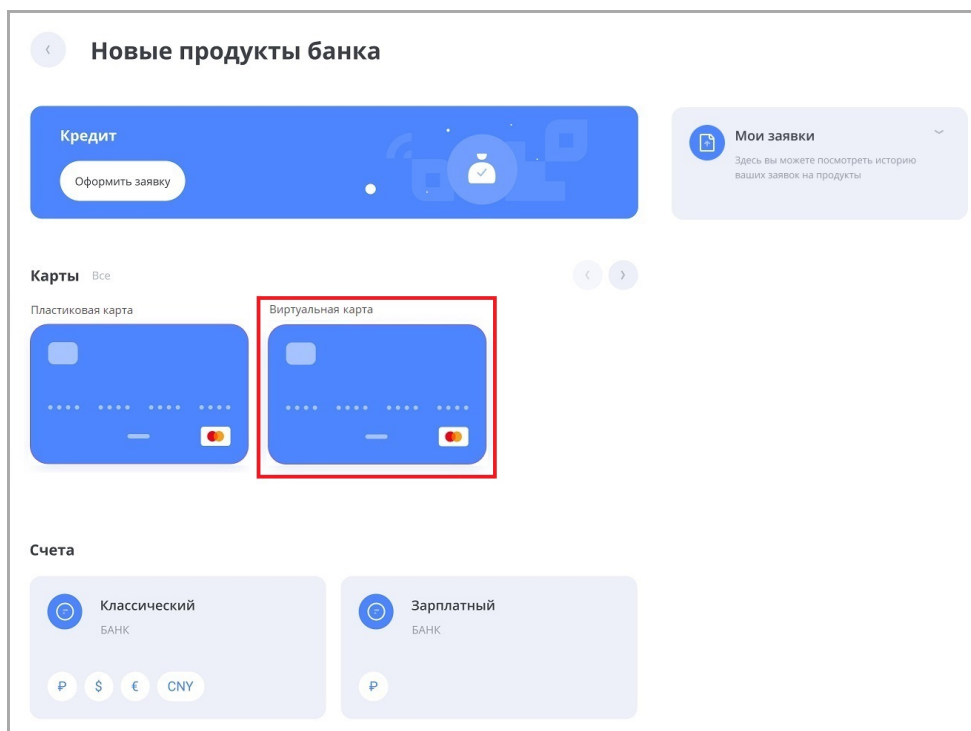 Новые продукты банка
Кредит
Оформить заявку
Мои заявки
Здесь вы можете посмотреть историю
ваших заявок на продукты
Карты Все
Пластиковая карта
Виртуальная карта
Счета
Классический
БАНК
₽ $ € CNY
Зарплатный
БАНК
₽